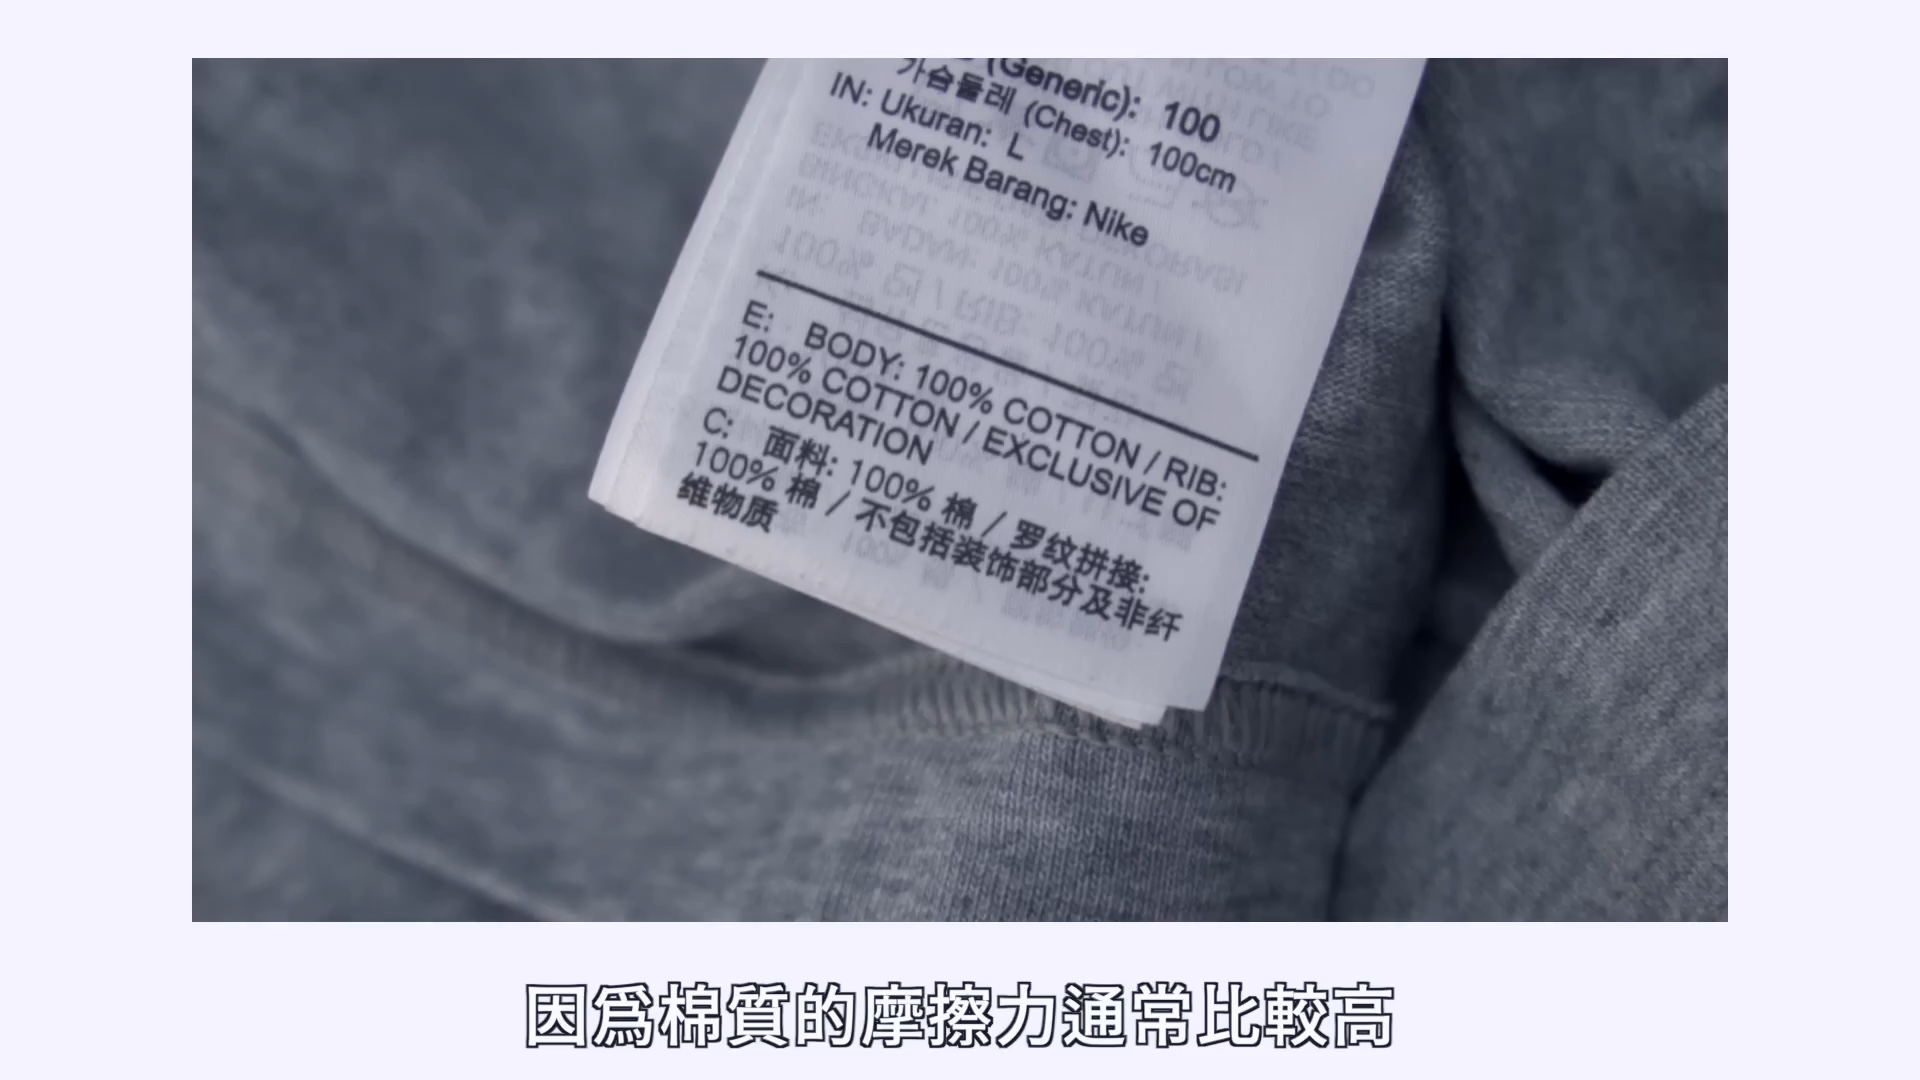 (Generic): 100
가슴둘레 (Chest): 100cm
IN: Ukuran: L
Merek Barang: Nike
E: BODY: 100% COTTON / RIB:
100% COTTON / EXCLUSIVE OF
DECORATION
C: 面料: 100% 棉 / 罗纹拼接:
100% 棉 / 不包括装饰部分及非纤
维物质
因爲棉質的摩擦力通常比較高